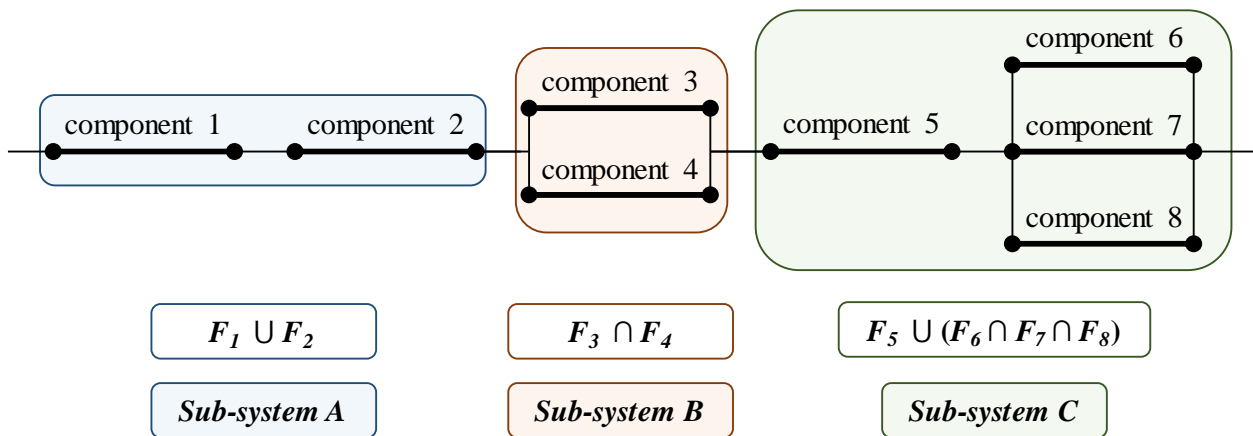 component 1
component 2
component 3
component 4
component 5
component 6
component 7
component 8
F₁ ∪ F₂
F₃ ∩ F₄
F₅ ∪ (F₆ ∩ F₇ ∩ F₈)
Sub-system A
Sub-system B
Sub-system C